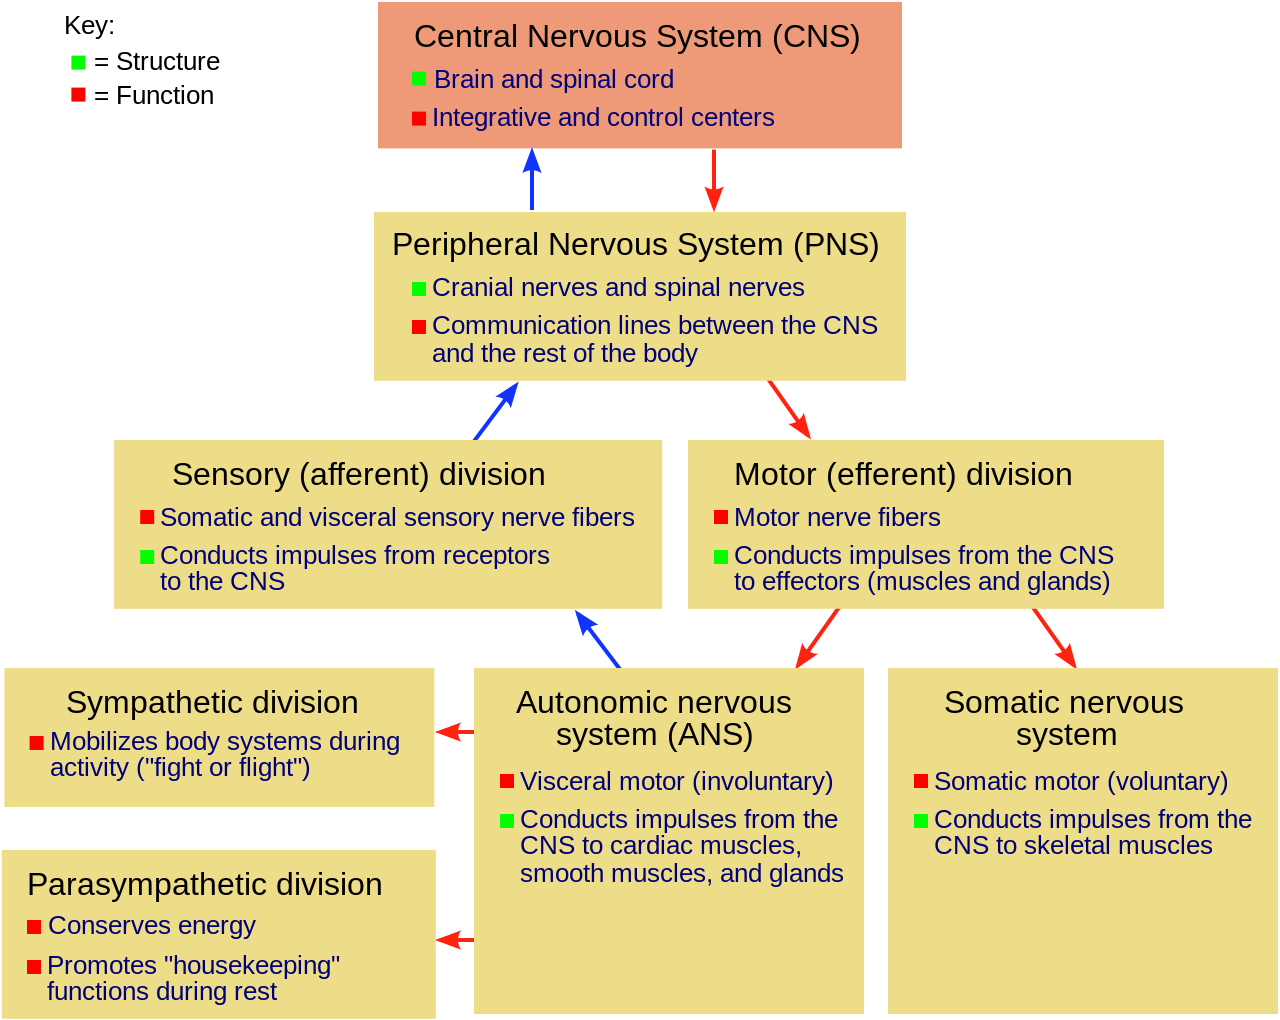 Key:
= Structure
= Function
Central Nervous System (CNS)
Brain and spinal cord
Integrative and control centers
Peripheral Nervous System (PNS)
Cranial nerves and spinal nerves
Communication lines between the CNS
and the rest of the body
Sensory (afferent) division
Somatic and visceral sensory nerve fibers
Conducts impulses from receptors
to the CNS
Motor (efferent) division
Motor nerve fibers
Conducts impulses from the CNS
to effectors (muscles and glands)
Sympathetic division
Mobilizes body systems during
activity ("fight or flight")
Autonomic nervous
system (ANS)
Visceral motor (involuntary)
Conducts impulses from the
CNS to cardiac muscles,
smooth muscles, and glands
Somatic nervous
system
Somatic motor (voluntary)
Conducts impulses from the
CNS to skeletal muscles
Parasympathetic division
Conserves energy
Promotes "housekeeping"
functions during rest